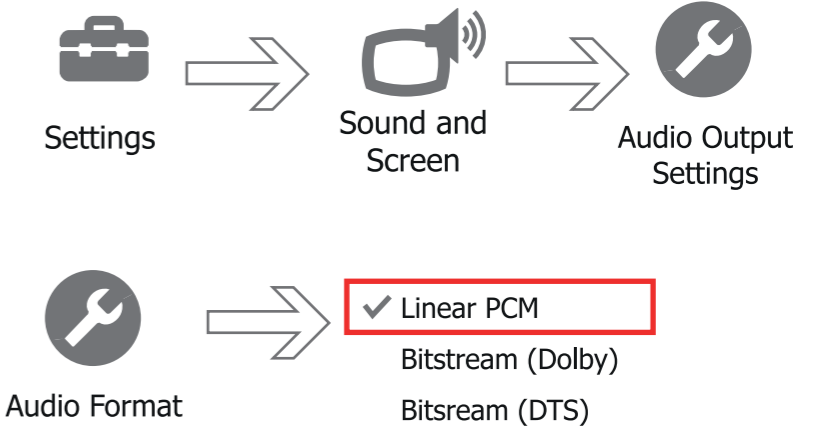 Settings
Sound and
Screen
Audio Output
Settings
Audio Format
Linear PCM
Bitstream (Dolby)
Bitsream (DTS)